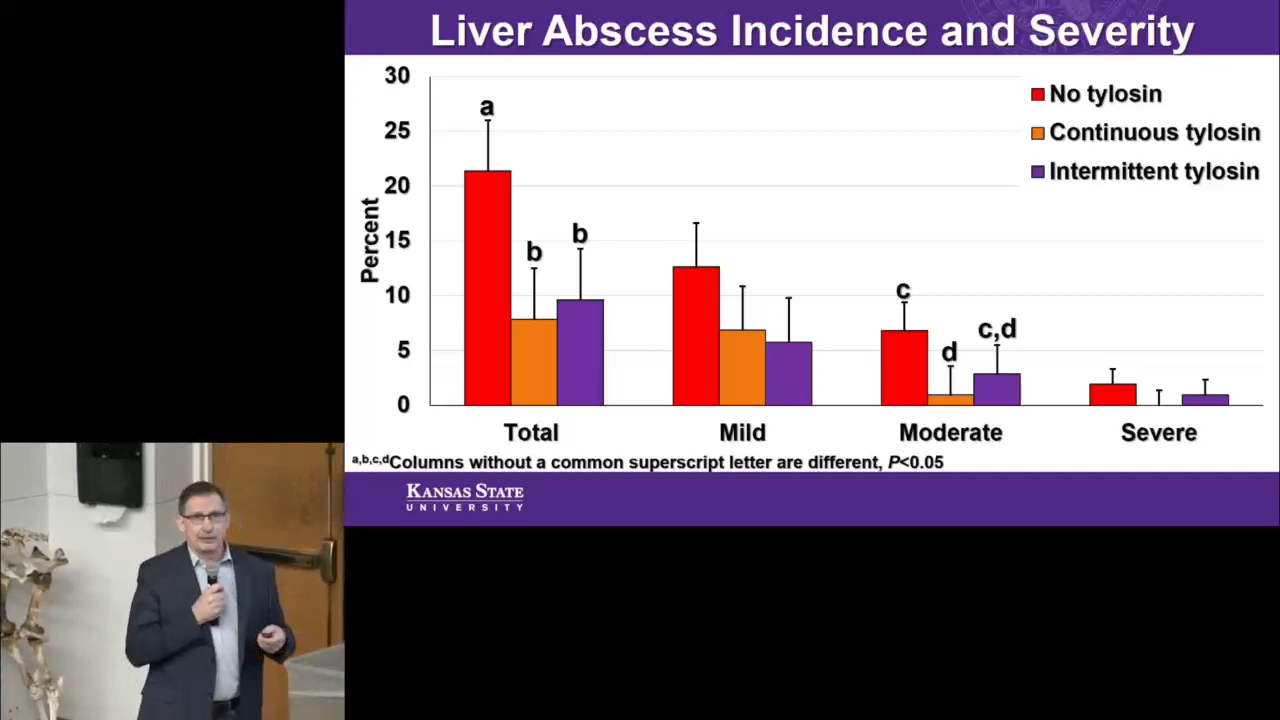 Liver Abscess Incidence and Severity
30
25
20
15
10
5
0
Percent
a
b
b
c
d
c,d
No tylosin
Continuous tylosin
Intermittent tylosin
Total
Mild
Moderate
Severe
a,b,c,dColumns without a common superscript letter are different, P<0.05
KANSAS STATE
UNIVERSITY